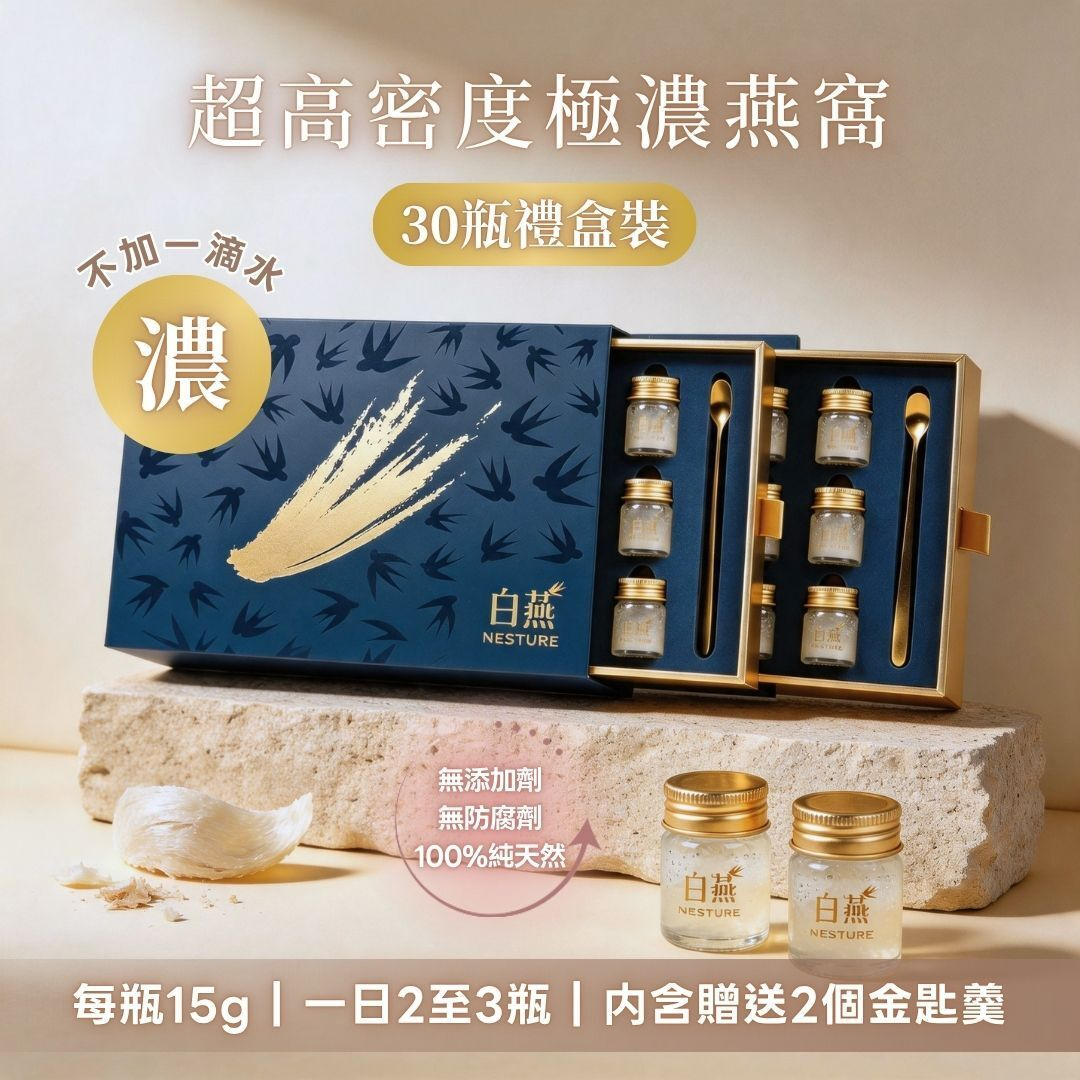 超高密度極濃燕窩
30瓶禮盒裝
不加一滴水
濃
白燕
NESTURE
無添加劑
無防腐劑
100%純天然
白燕
NESTURE
白燕
NESTURE
每瓶15g | 一日2至3瓶 | 內含贈送2個金匙羹